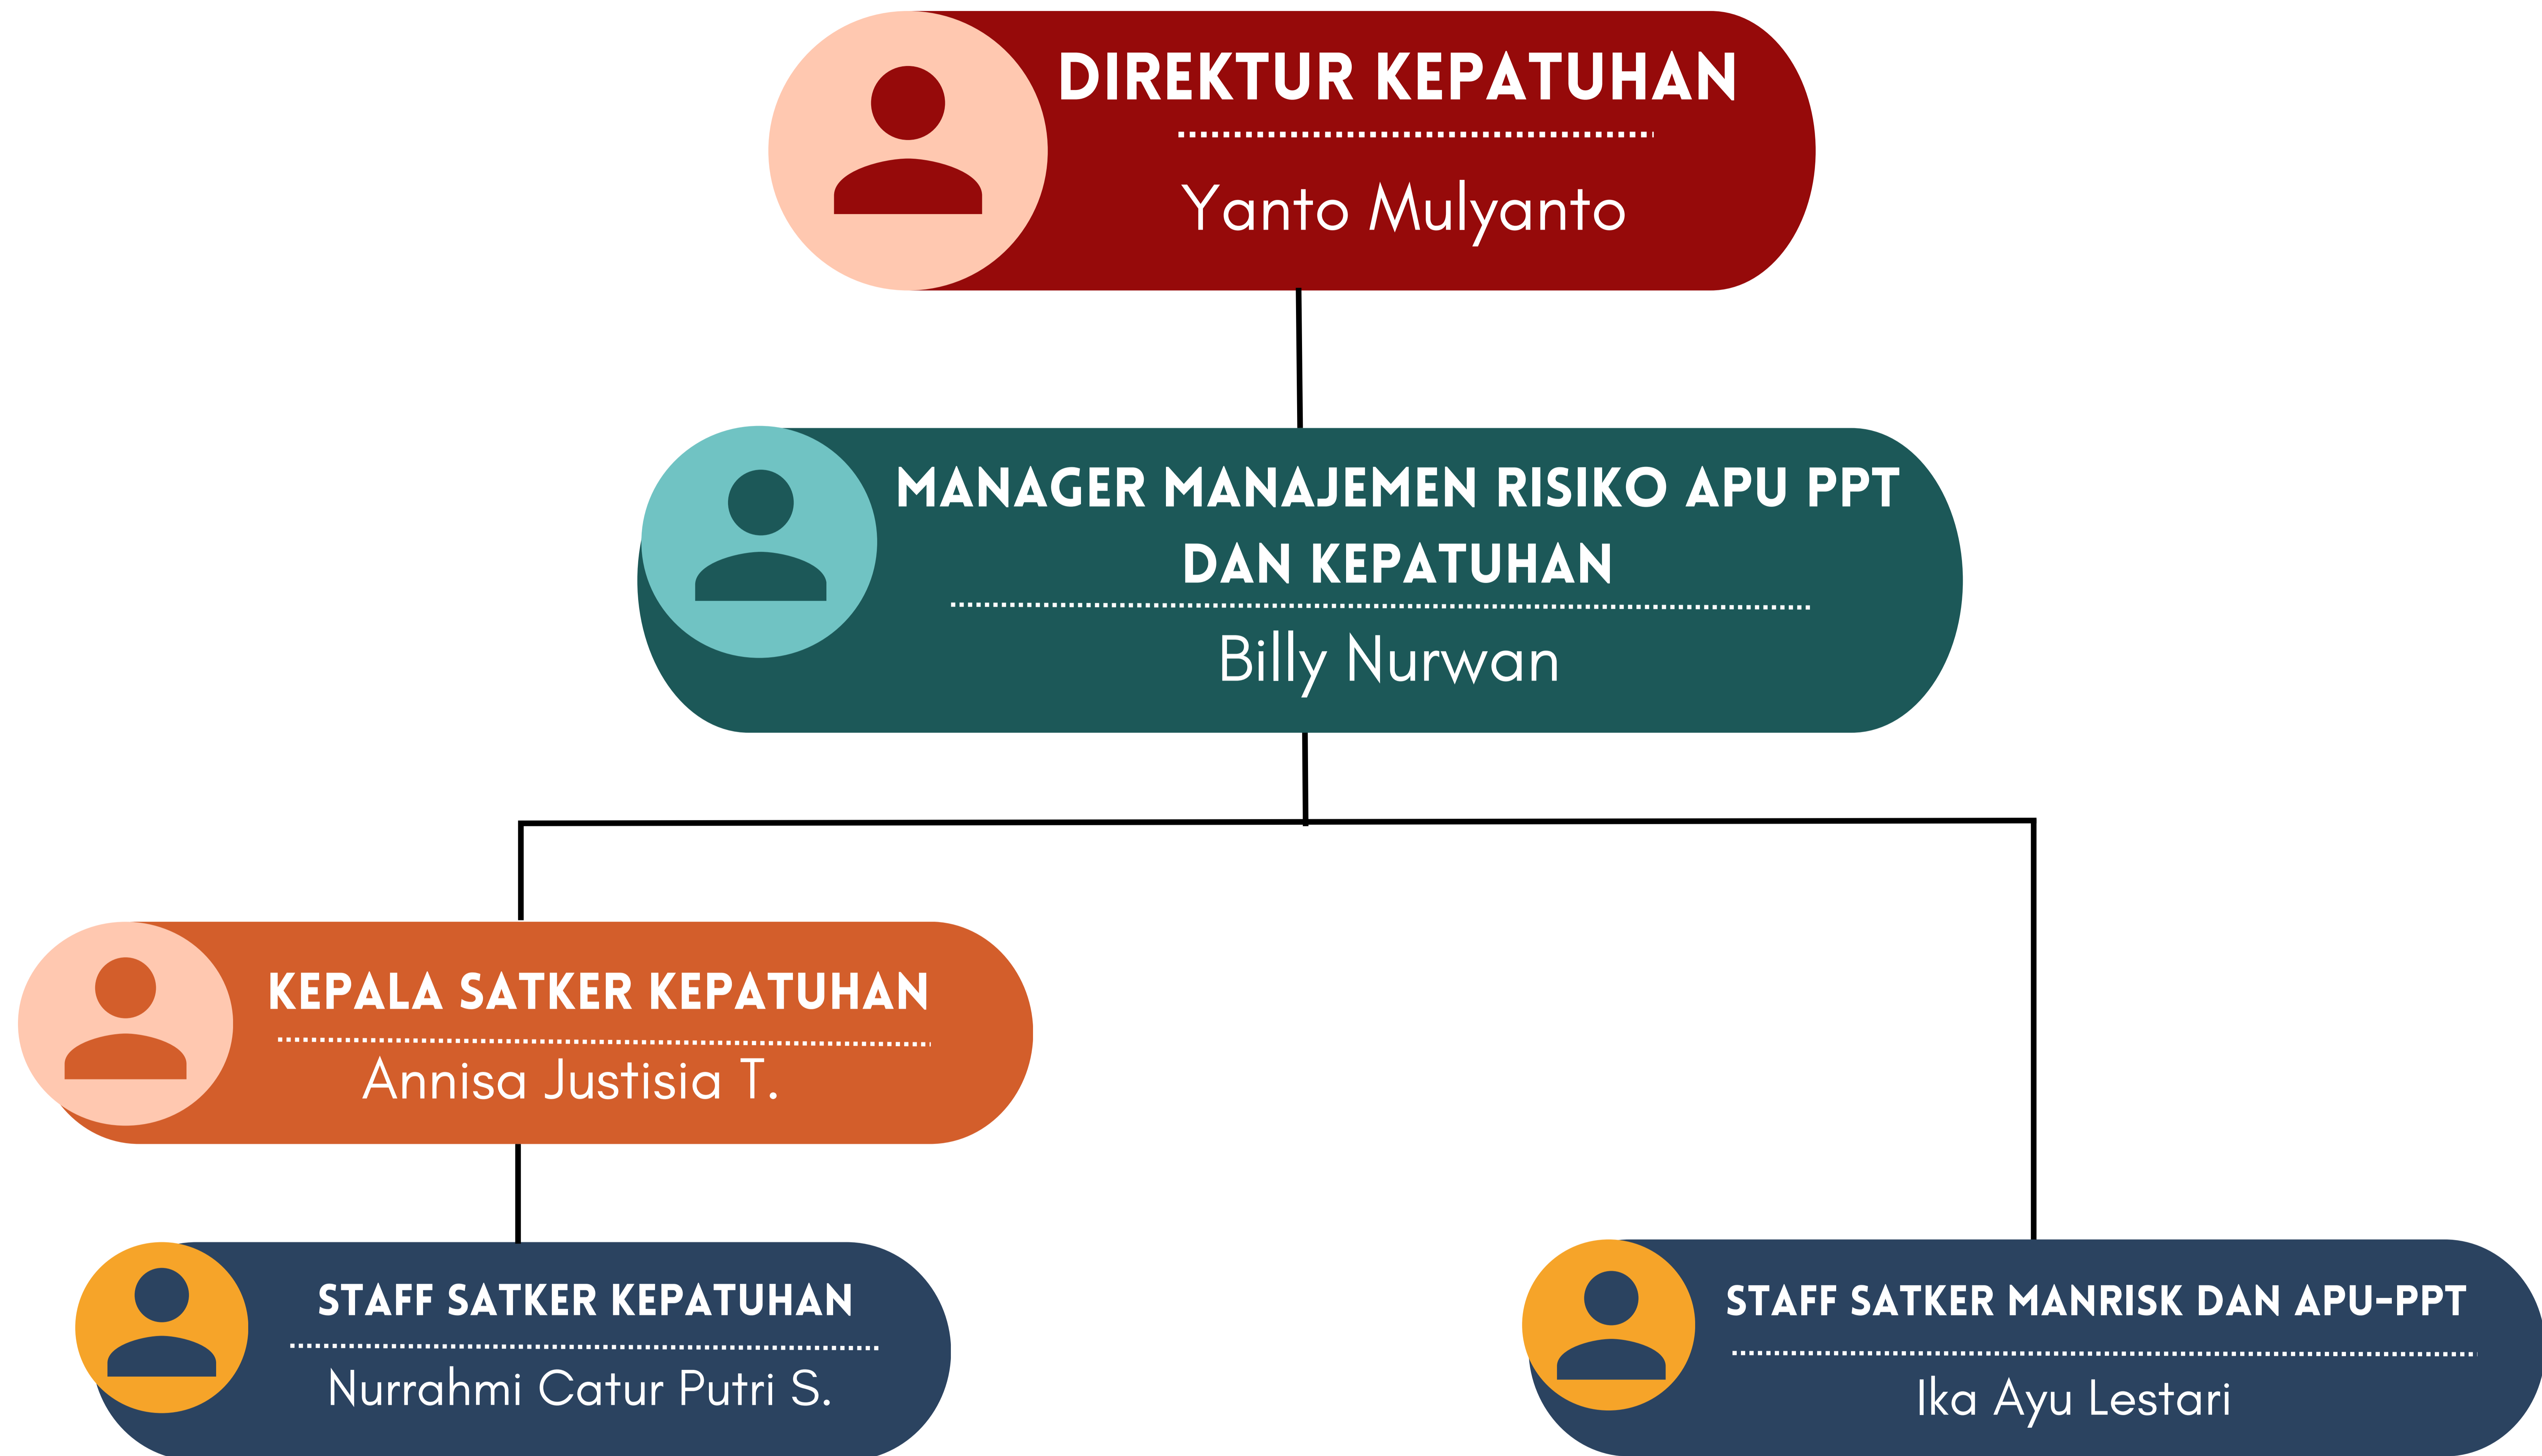 DIREKTUR KEPATUHAN
Yanto Mulyanto
MANAGER MANAJEMEN RISIKO APU PPT
DAN KEPATUHAN
Billy Nurwan
KEPALA SATKER KEPATUHAN
Annisa Justisia T.
STAFF SATKER KEPATUHAN
Nurrahmi Catur Putri S.
STAFF SATKER MANRISK DAN APU-PPT
Ika Ayu Lestari